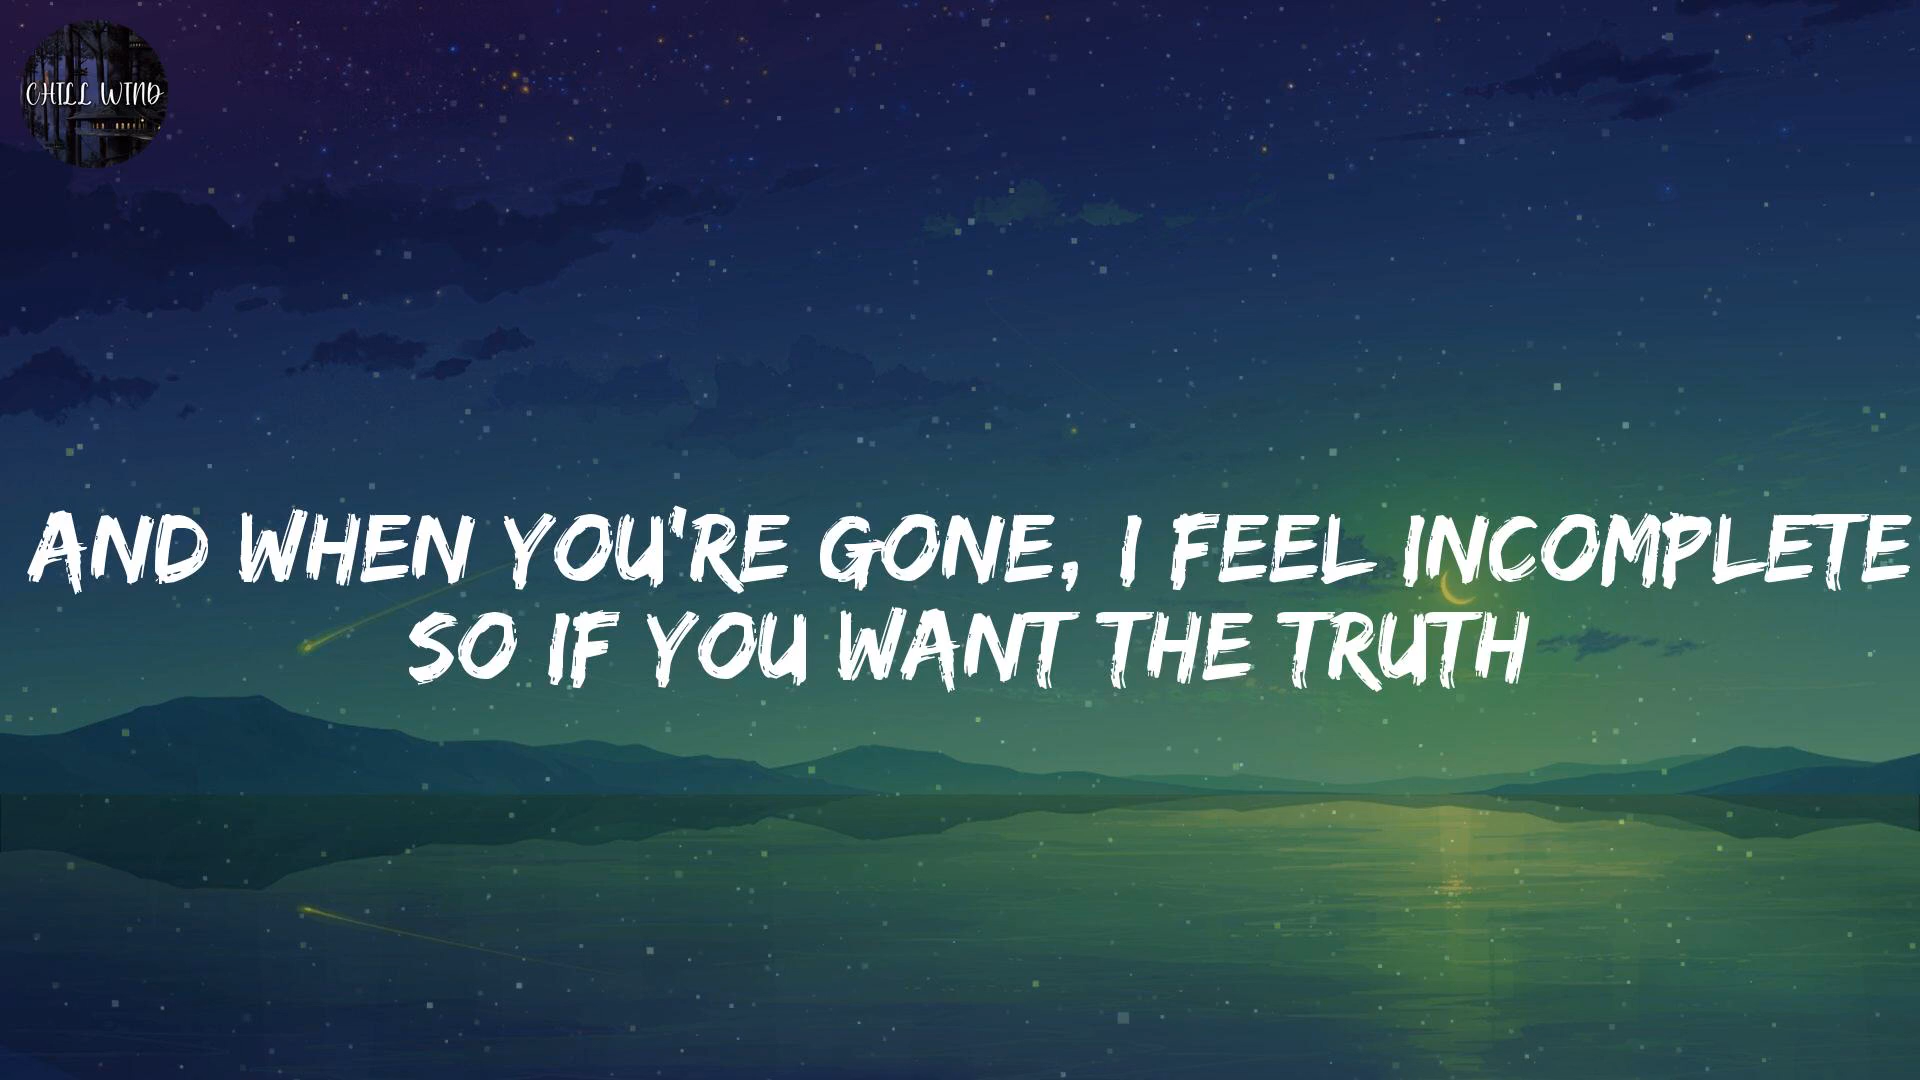 CHILL WIND
AND WHEN YOU'RE GONE, I FEEL INCOMPLETE
SO IF YOU WANT THE TRUTH